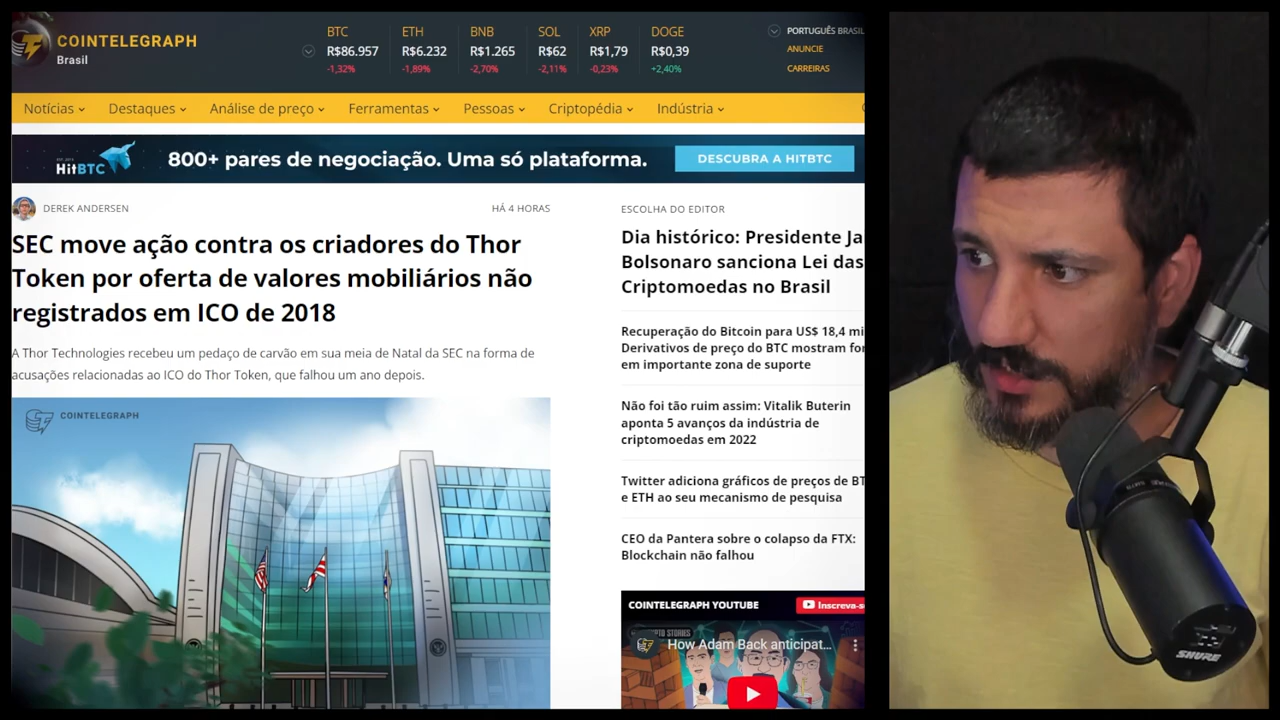 COINTELEGRAPH
Brasil
BTC ETH BNB SOL XRP DOGE
R$86.957 R$6.232 R$1.265 R$62 R$1,79 R$0,39
-1,32% -1,89% -2,70% -2,11% -0,23% +2,40%
PORTUGUÊS BRASIL
ANUNCIE
CARREIRAS
Notícias Destaques Análise de preço Ferramentas Pessoas Criptopédia Indústria
HitBTC
800+ pares de negociação. Uma só plataforma.
DESCUBRA A HITBTC
DEREK ANDERSEN HÁ 4 HORAS
SEC move ação contra os criadores do Thor
Token por oferta de valores mobiliários não
registrados em ICO de 2018
A Thor Technologies recebeu um pedaço de carvão em sua meia de Natal da SEC na forma de
acusações relacionadas ao ICO do Thor Token, que falhou um ano depois.
COINTELEGRAPH
ESCOLHA DO EDITOR
Dia histórico: Presidente Ja
Bolsonaro sanciona Lei das
Criptomoedas no Brasil
Recuperação do Bitcoin para US$ 18,4 mi
Derivativos de preço do BTC mostram for
em importante zona de suporte
Não foi tão ruim assim: Vitalik Buterin
aponta 5 avanços da indústria de
criptomoedas em 2022
Twitter adiciona gráficos de preços de BT
e ETH ao seu mecanismo de pesquisa
CEO da Pantera sobre o colapso da FTX:
Blockchain não falhou
COINTELEGRAPH YOUTUBE
Inscreva-s
How Adam Back anticipat...
SHURE